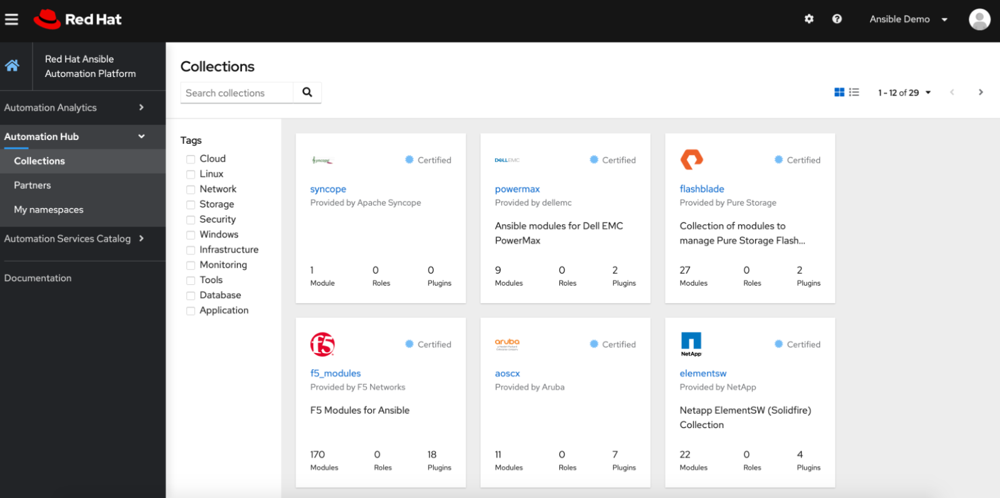 Red Hat
Ansible Demo
Red Hat Ansible
Automation Platform
Automation Analytics
Automation Hub
Collections
Partners
My namespaces
Automation Services Catalog
Documentation
Collections
Search collections
1 - 12 of 29
Tags
Cloud
Linux
Network
Storage
Security
Windows
Infrastructure
Monitoring
Tools
Database
Application
Syncope
Certified
syncope
Provided by Apache Syncope
1 0 0
Module Roles Plugins
DELLEMC
Certified
powermax
Provided by dellemc
Ansible modules for Dell EMC
PowerMax
9 0 2
Modules Roles Plugins
Certified
flashblade
Provided by Pure Storage
Collection of modules to
manage Pure Storage Flash...
27 0 2
Modules Roles Plugins
f5
Certified
f5_modules
Provided by F5 Networks
F5 Modules for Ansible
170 0 18
Modules Roles Plugins
aruba
a Hewlett Packard
Enterprise company
Certified
aoscx
Provided by Aruba
11 0 7
Modules Roles Plugins
NetApp
Certified
elementsw
Provided by NetApp
Netapp ElementSW (Solidfire)
Collection
22 0 4
Modules Roles Plugins